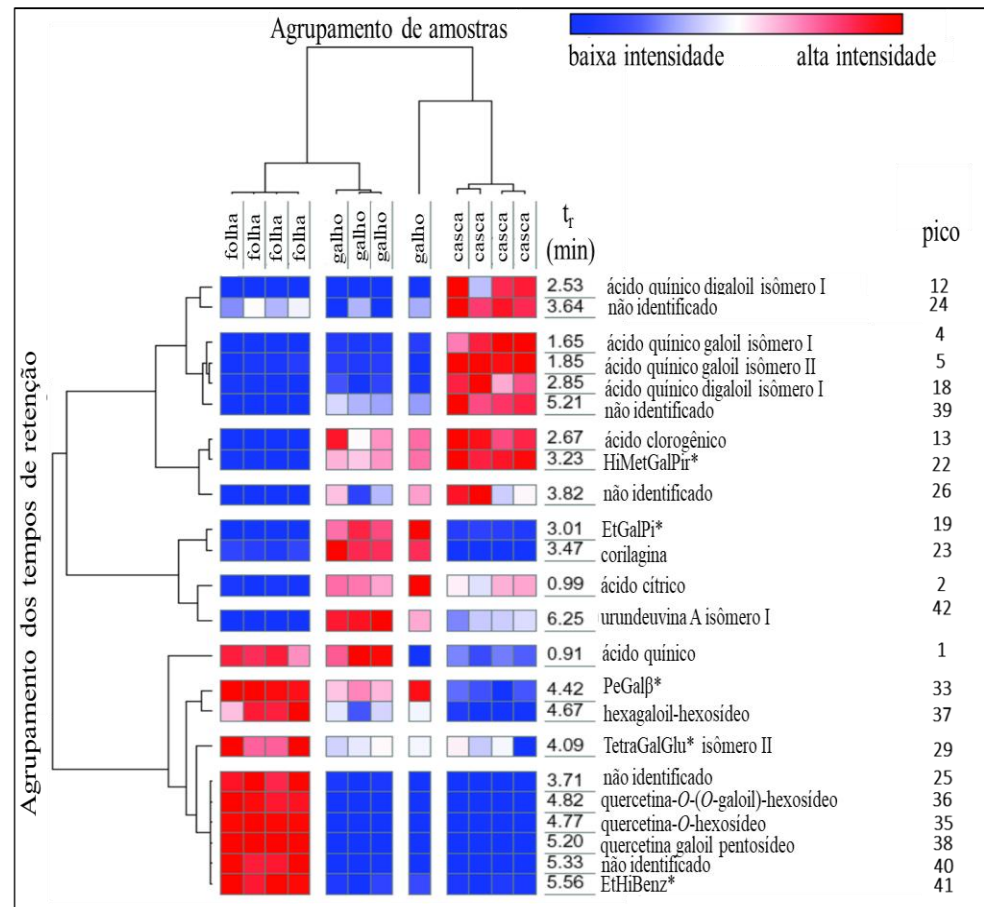 Agrupamento de amostras
baixa intensidade alta intensidade
folha folha folha folha galho galho galho galho casca casca casca casca
tr (min) pico
2.53 ácido quínico digaloil isômero I 12
3.64 não identificado 24
1.65 ácido quínico galoil isômero I 4
1.85 ácido quínico galoil isômero II 5
2.85 ácido quínico digaloil isômero I 18
5.21 não identificado 39
2.67 ácido clorogênico 13
3.23 HiMetGalPir* 22
3.82 não identificado 26
3.01 EtGalPi* 19
3.47 corilagina 23
0.99 ácido cítrico 2
6.25 urundeuvina A isômero I 42
0.91 ácido quínico 1
4.42 PeGalβ* 33
4.67 hexagaloil-hexosídeo 37
4.09 TetraGalGlu* isômero II 29
3.71 não identificado 25
4.82 quercetina-O-(O-galoil)-hexosídeo 36
4.77 quercetina-O-hexosídeo 35
5.20 quercetina galoil pentosídeo 38
5.33 não identificado 40
5.56 EtHiBenz* 41
Agrupamento dos tempos de retenção